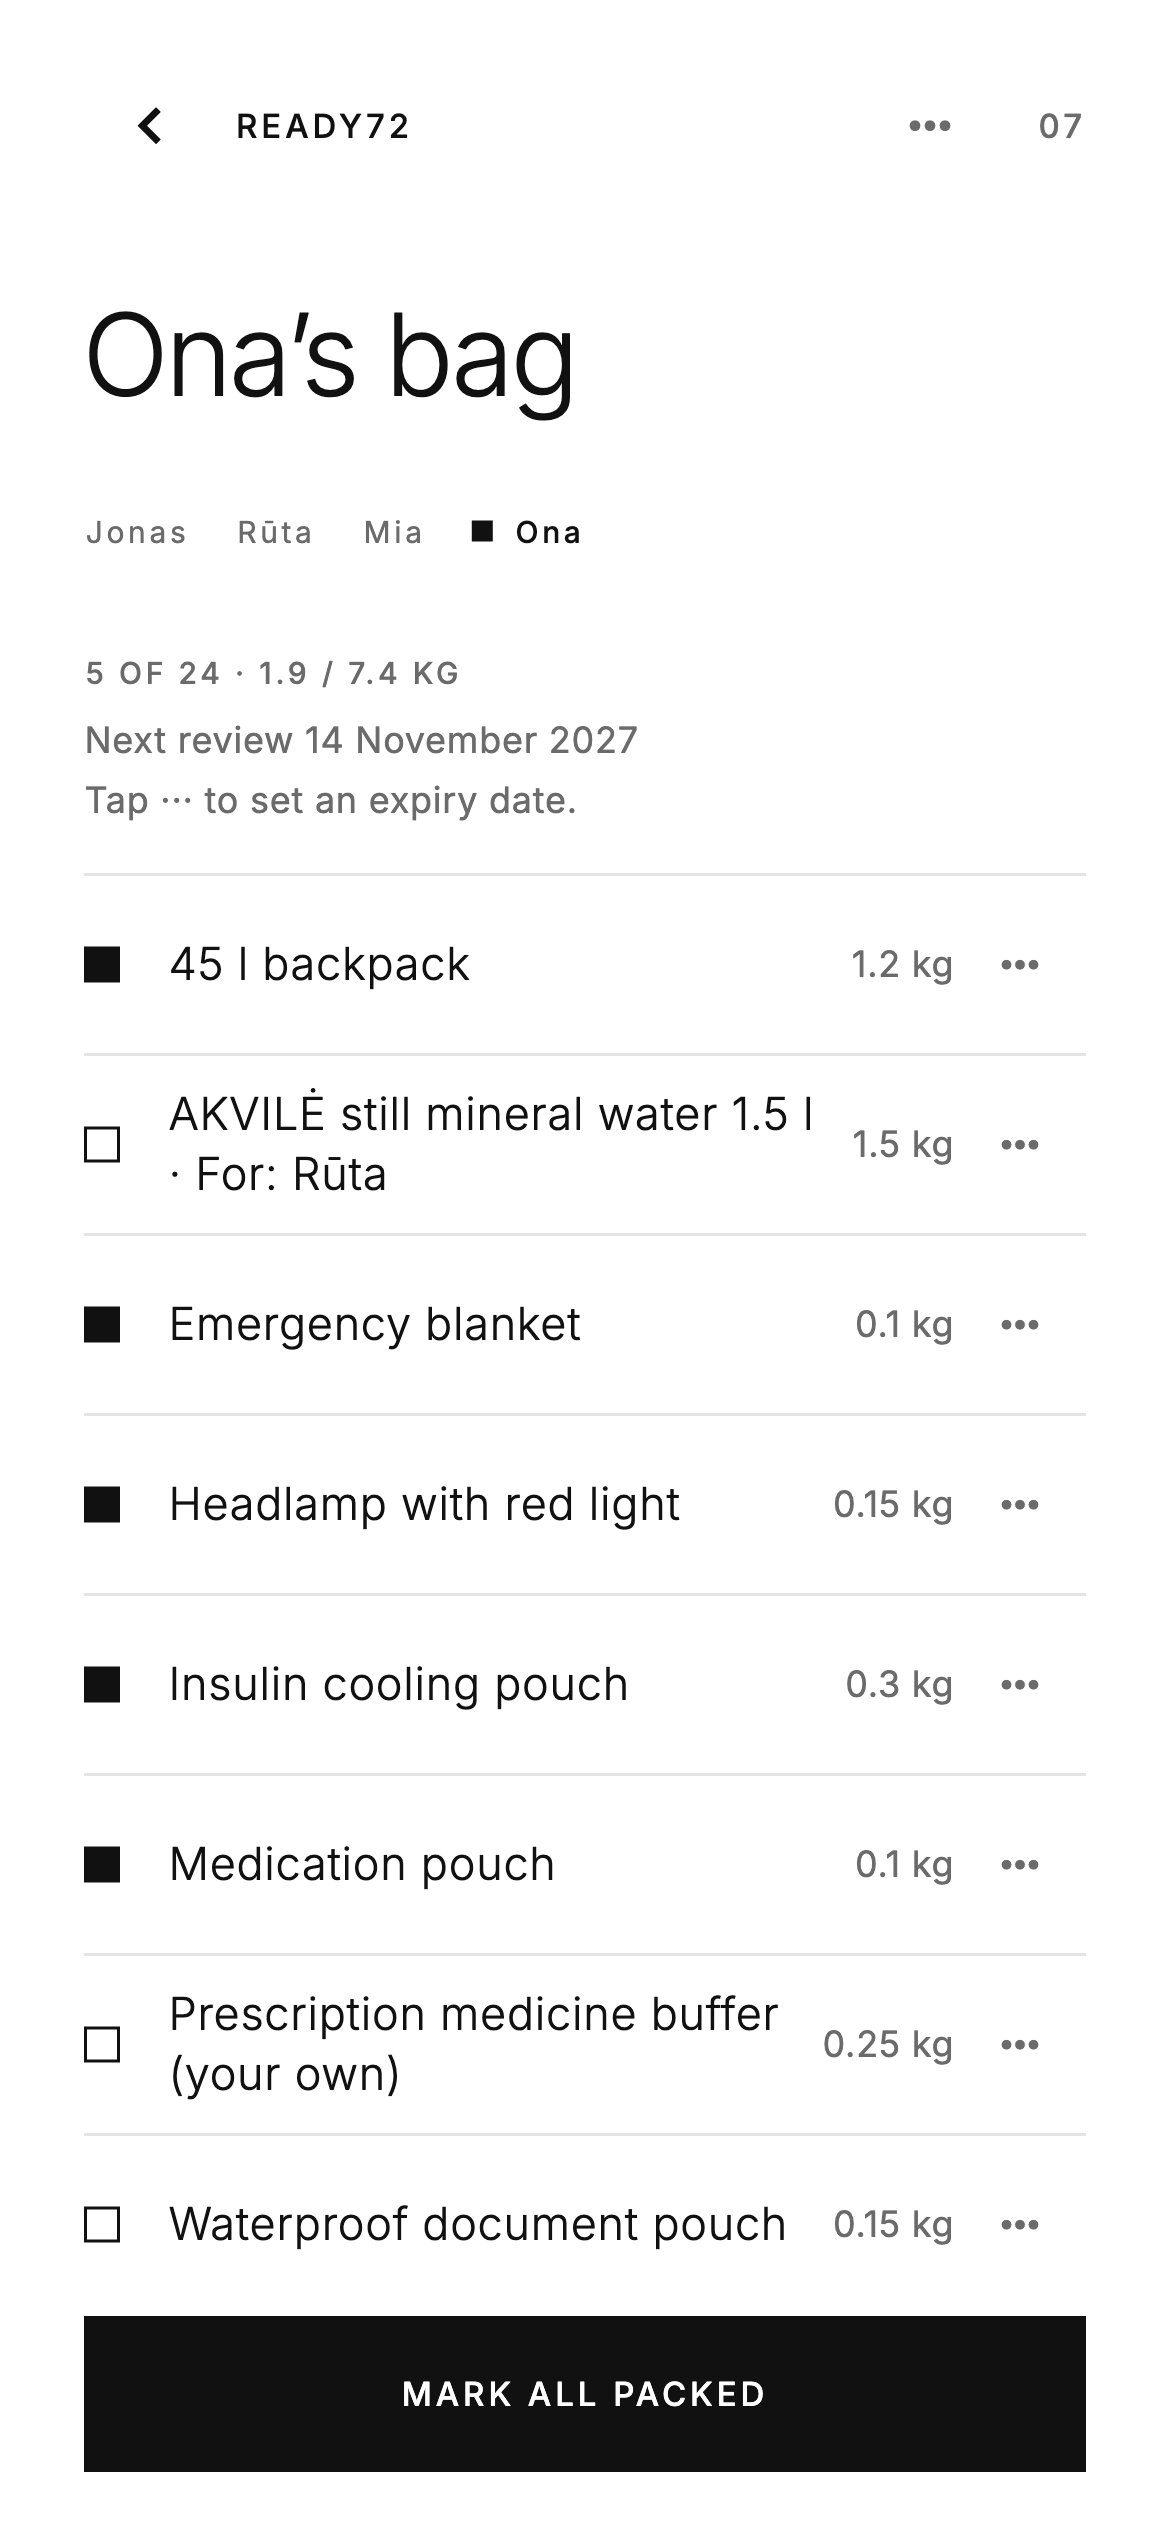 READY72 ••• 07
Ona’s bag
Jonas Rūta Mia ■ Ona
5 OF 24 · 1.9 / 7.4 KG
Next review 14 November 2027
Tap ··· to set an expiry date.
45 l backpack 1.2 kg •••
AKVILĖ still mineral water 1.5 l
· For: Rūta 1.5 kg •••
Emergency blanket 0.1 kg •••
Headlamp with red light 0.15 kg •••
Insulin cooling pouch 0.3 kg •••
Medication pouch 0.1 kg •••
Prescription medicine buffer
(your own) 0.25 kg •••
Waterproof document pouch 0.15 kg •••
MARK ALL PACKED